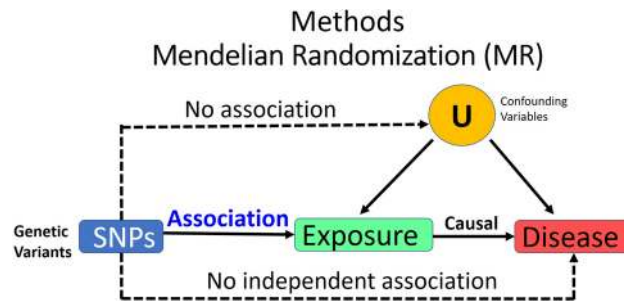 Methods
Mendelian Randomization (MR)
No association
U
Confounding
Variables
Genetic
Variants
SNPs
Association
Exposure
Causal
Disease
No independent association